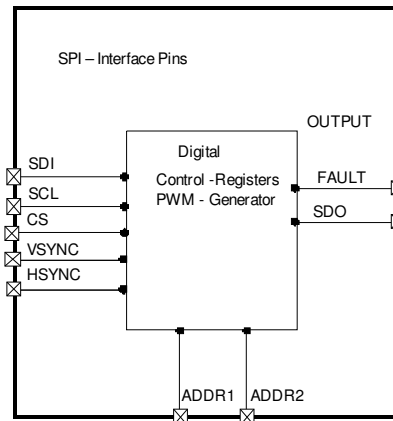 SPI – Interface Pins
OUTPUT
Digital
Control -Registers
PWM - Generator
SDI
SCL
CS
VSYNC
HSYNC
FAULT
SDO
ADDR1
ADDR2